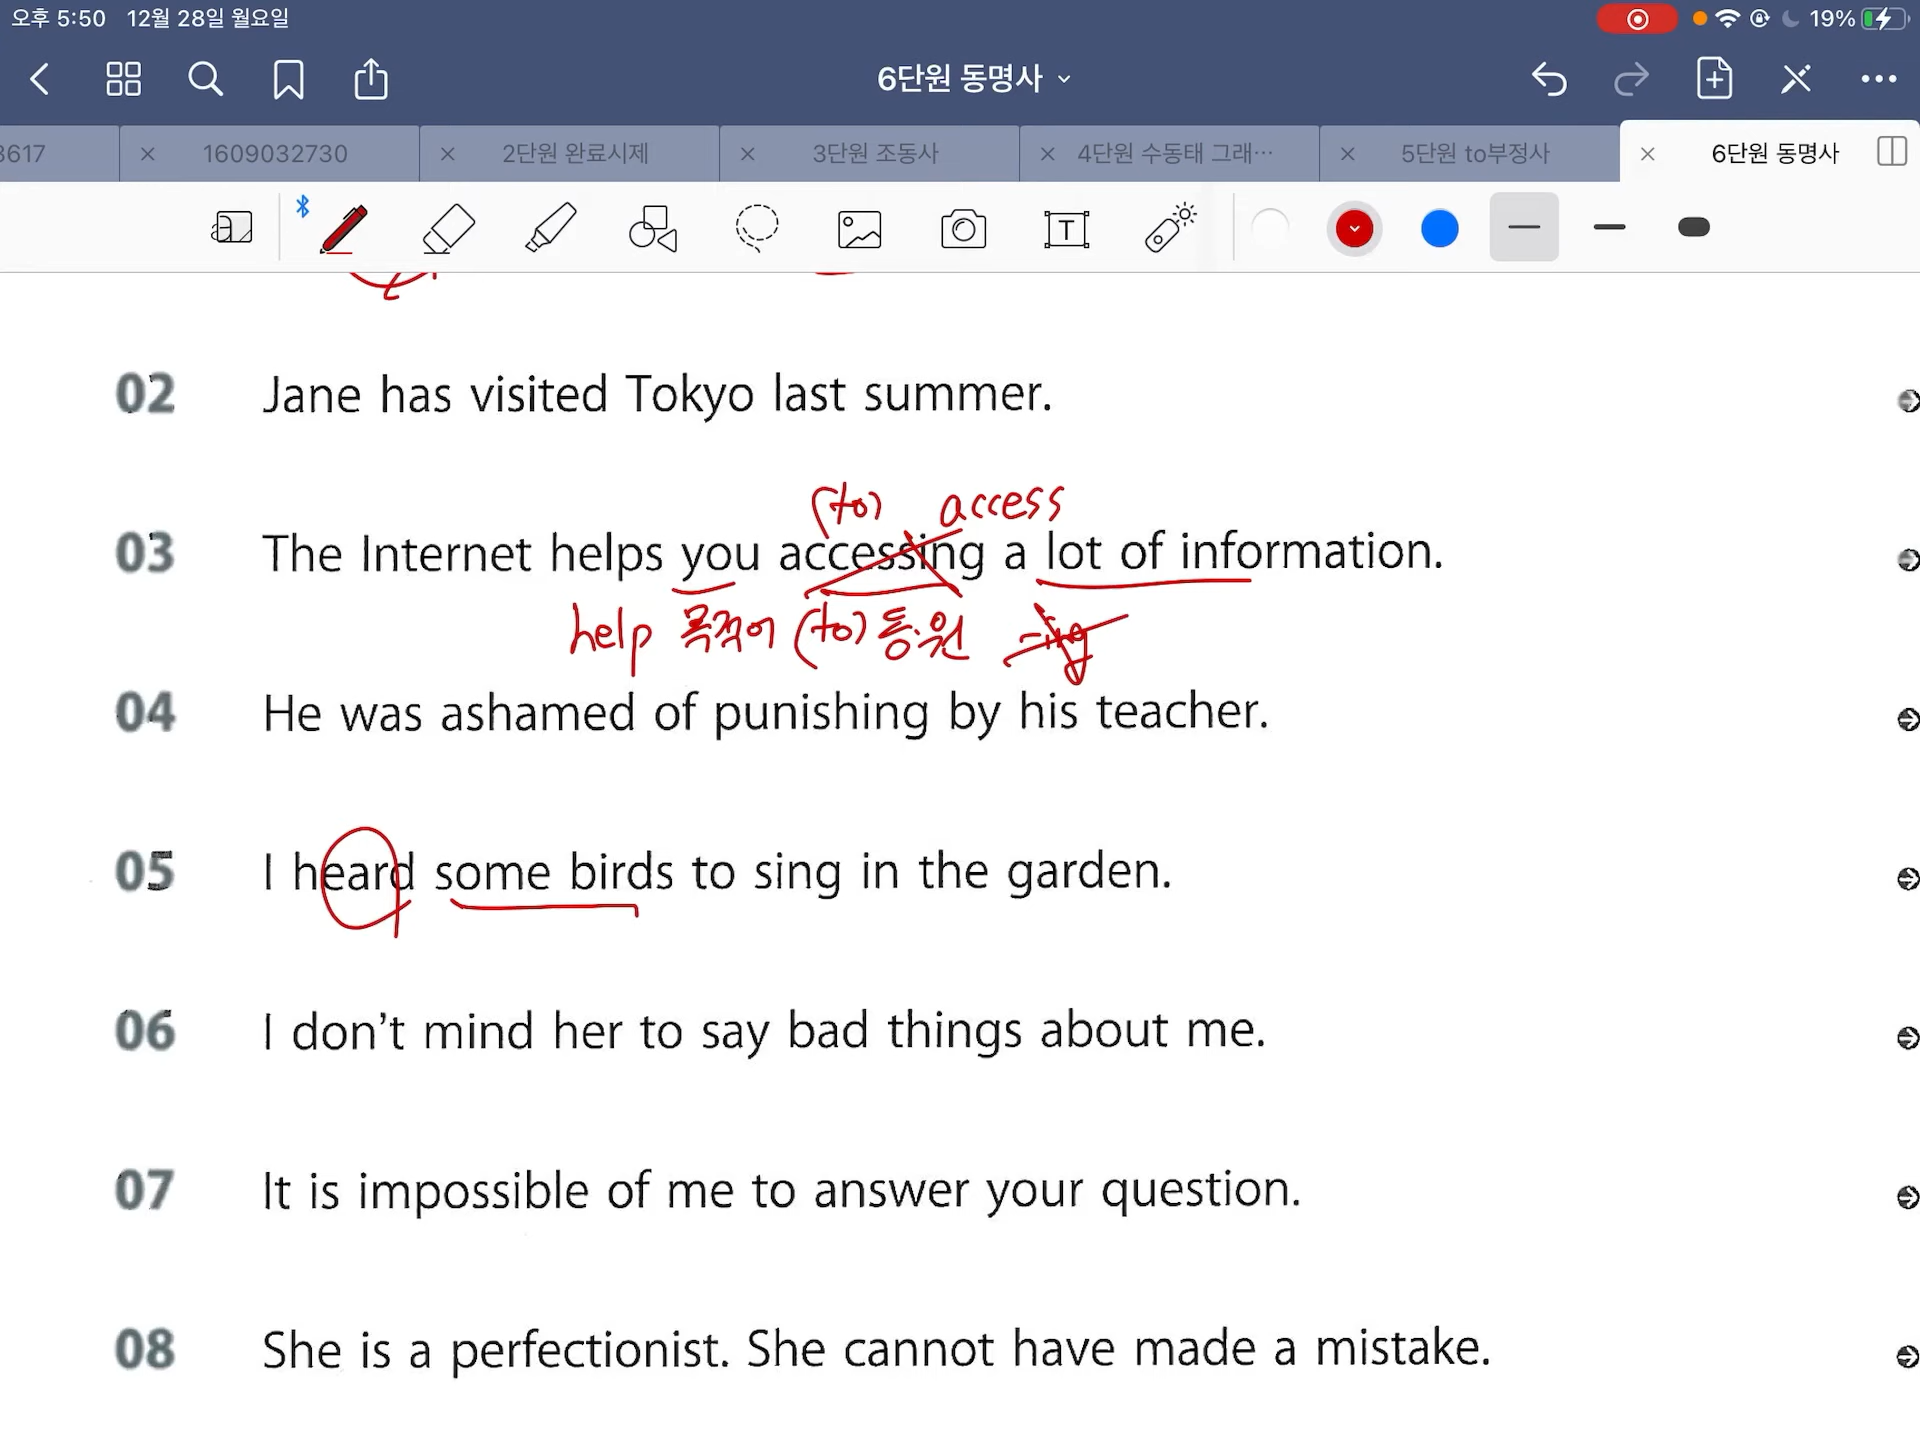 오후 5:50 12월 28일 월요일 19%
6단원 동명사
3617 1609032730 2단원 완료시제 3단원 조동사 4단원 수동태 그래… 5단원 to부정사 6단원 동명사
02 Jane has visited Tokyo last summer.
(to) access
03 The Internet helps you accessing a lot of information.
help 목적어 (to) 동·원 -ing
04 He was ashamed of punishing by his teacher.
05 I heard some birds to sing in the garden.
06 I don't mind her to say bad things about me.
07 It is impossible of me to answer your question.
08 She is a perfectionist. She cannot have made a mistake.